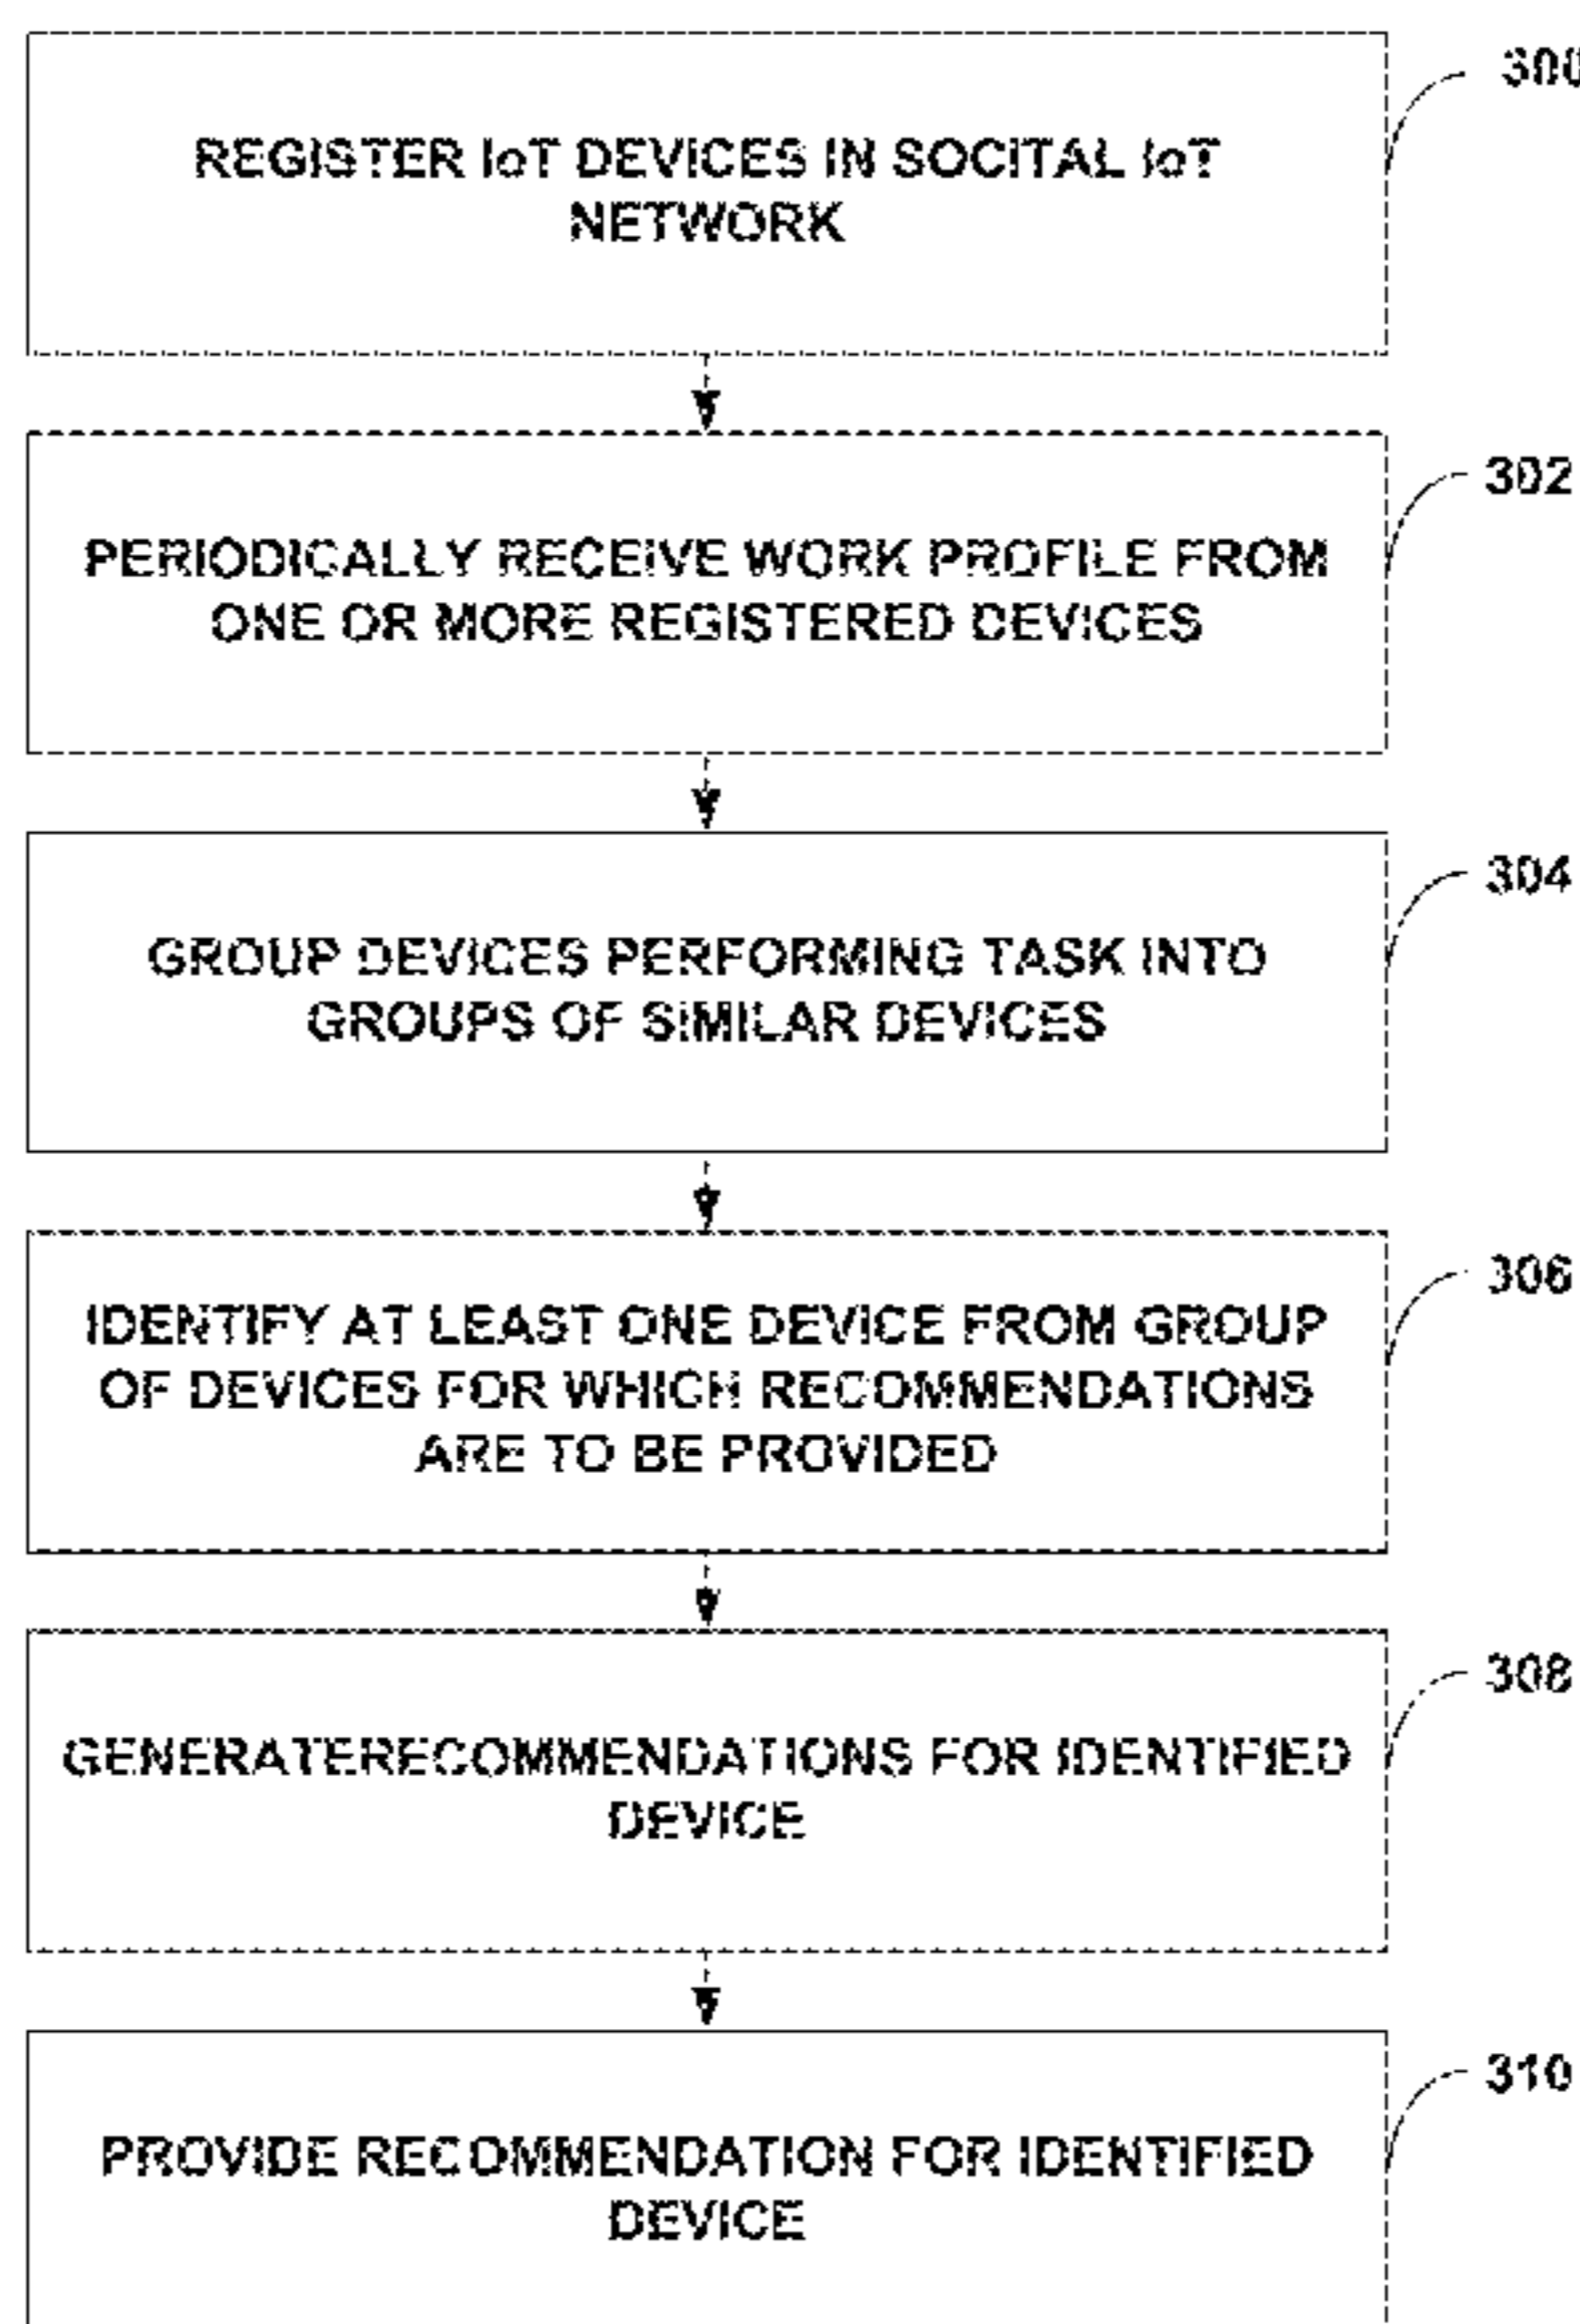 300
REGISTER IoT DEVICES IN SOCITAL IoT
NETWORK
302
PERIODICALLY RECEIVE WORK PROFILE FROM
ONE OR MORE REGISTERED DEVICES
304
GROUP DEVICES PERFORMING TASK INTO
GROUPS OF SIMILAR DEVICES
306
IDENTIFY AT LEAST ONE DEVICE FROM GROUP
OF DEVICES FOR WHICH RECOMMENDATIONS
ARE TO BE PROVIDED
308
GENERATERECOMMENDATIONS FOR IDENTIFIED
DEVICE
310
PROVIDE RECOMMENDATION FOR IDENTIFIED
DEVICE